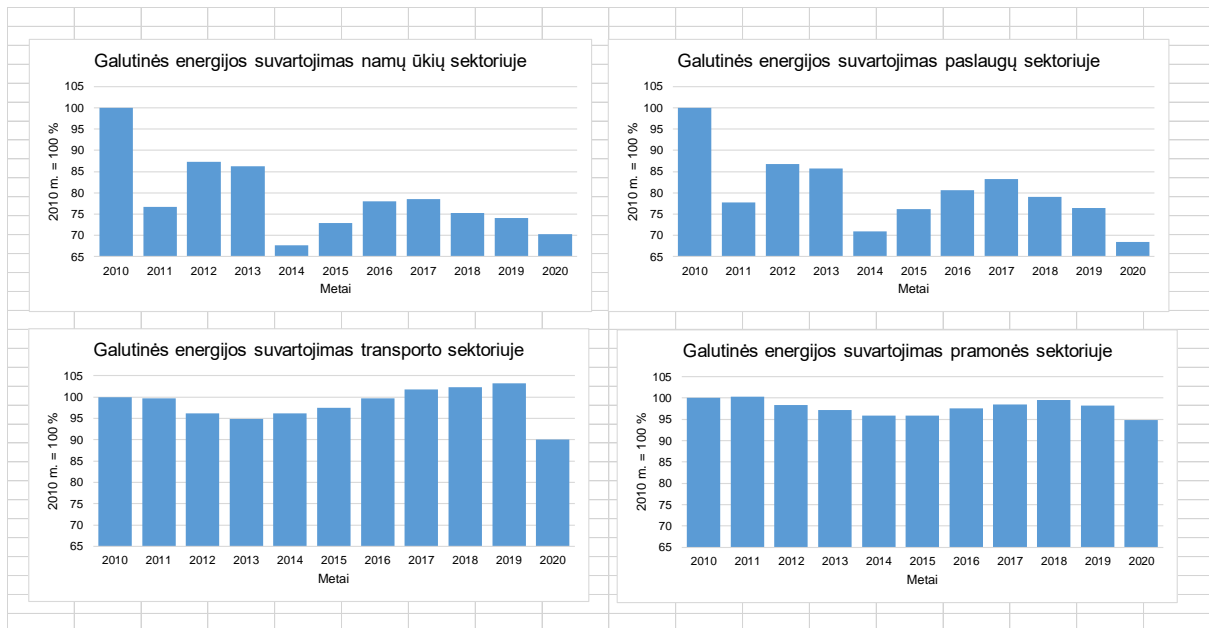 Galutinės energijos suvartojimas namų ūkių sektoriuje
105
100
95
90
85
80
75
70
65
2010 m. = 100 %
2010 2011 2012 2013 2014 2015 2016 2017 2018 2019 2020
Metai
Galutinės energijos suvartojimas paslaugų sektoriuje
105
100
95
90
85
80
75
70
65
2010 m. = 100 %
2010 2011 2012 2013 2014 2015 2016 2017 2018 2019 2020
Metai
Galutinės energijos suvartojimas transporto sektoriuje
105
100
95
90
85
80
75
70
65
2010 m. = 100 %
2010 2011 2012 2013 2014 2015 2016 2017 2018 2019 2020
Metai
Galutinės energijos suvartojimas pramonės sektoriuje
105
100
95
90
85
80
75
70
65
2010 m. = 100 %
2010 2011 2012 2013 2014 2015 2016 2017 2018 2019 2020
Metai